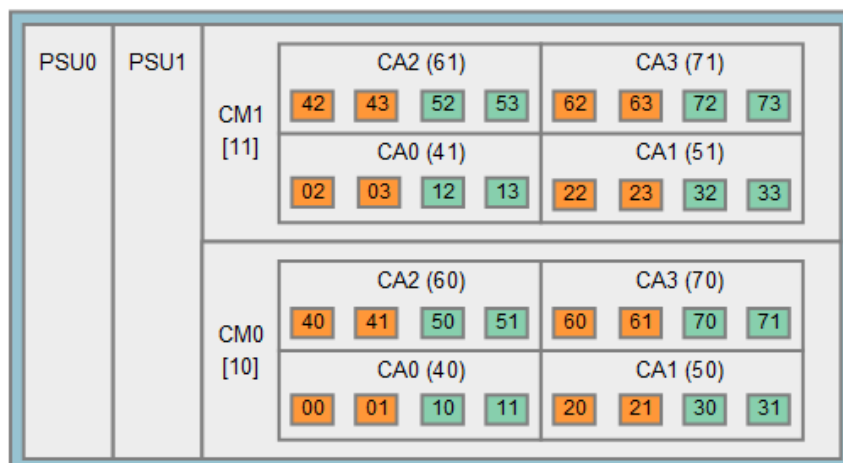 PSU0 PSU1
CM1
[11]
CA2 (61) CA3 (71)
42 43 52 53 62 63 72 73
CA0 (41) CA1 (51)
02 03 12 13 22 23 32 33
CM0
[10]
CA2 (60) CA3 (70)
40 41 50 51 60 61 70 71
CA0 (40) CA1 (50)
00 01 10 11 20 21 30 31